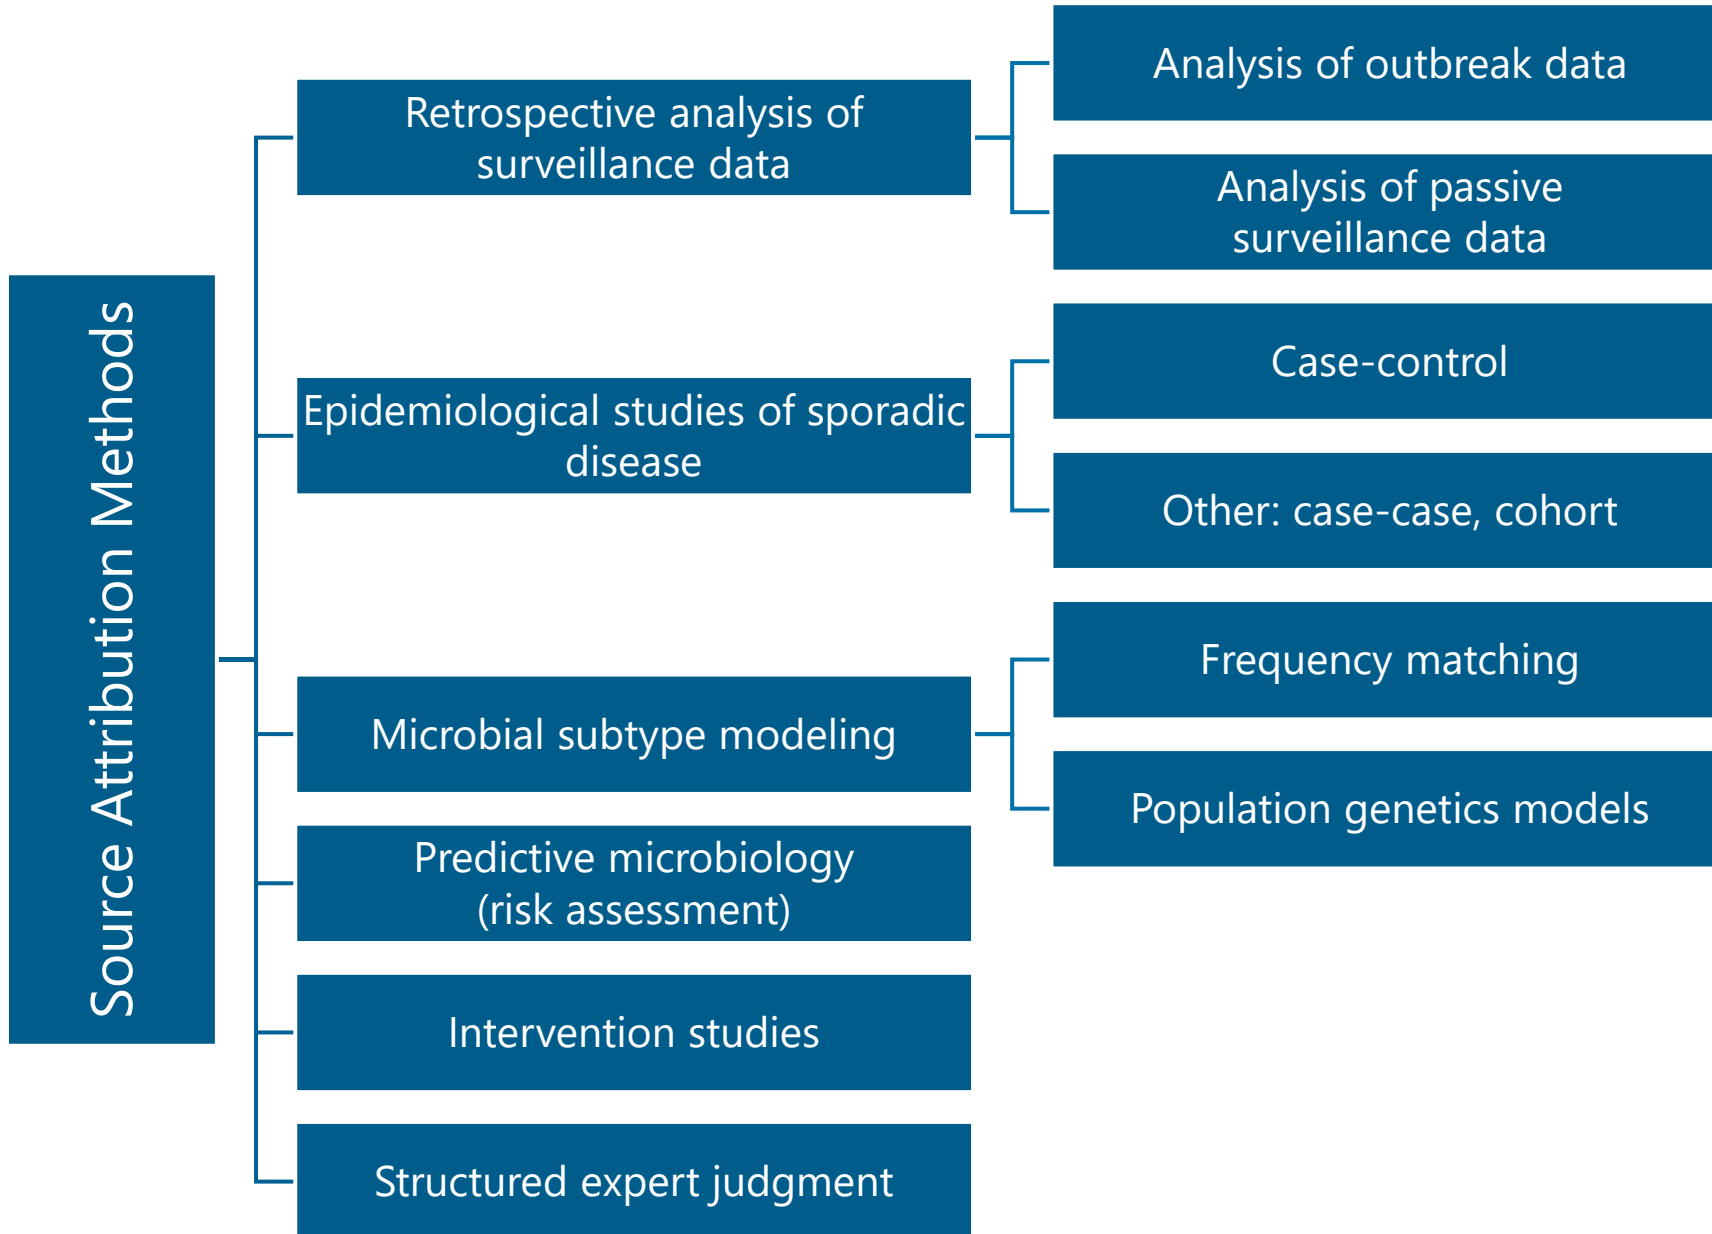 Source Attribution Methods
Retrospective analysis of
surveillance data
Analysis of outbreak data
Analysis of passive
surveillance data
Epidemiological studies of sporadic
disease
Case-control
Other: case-case, cohort
Microbial subtype modeling
Frequency matching
Population genetics models
Predictive microbiology
(risk assessment)
Intervention studies
Structured expert judgment